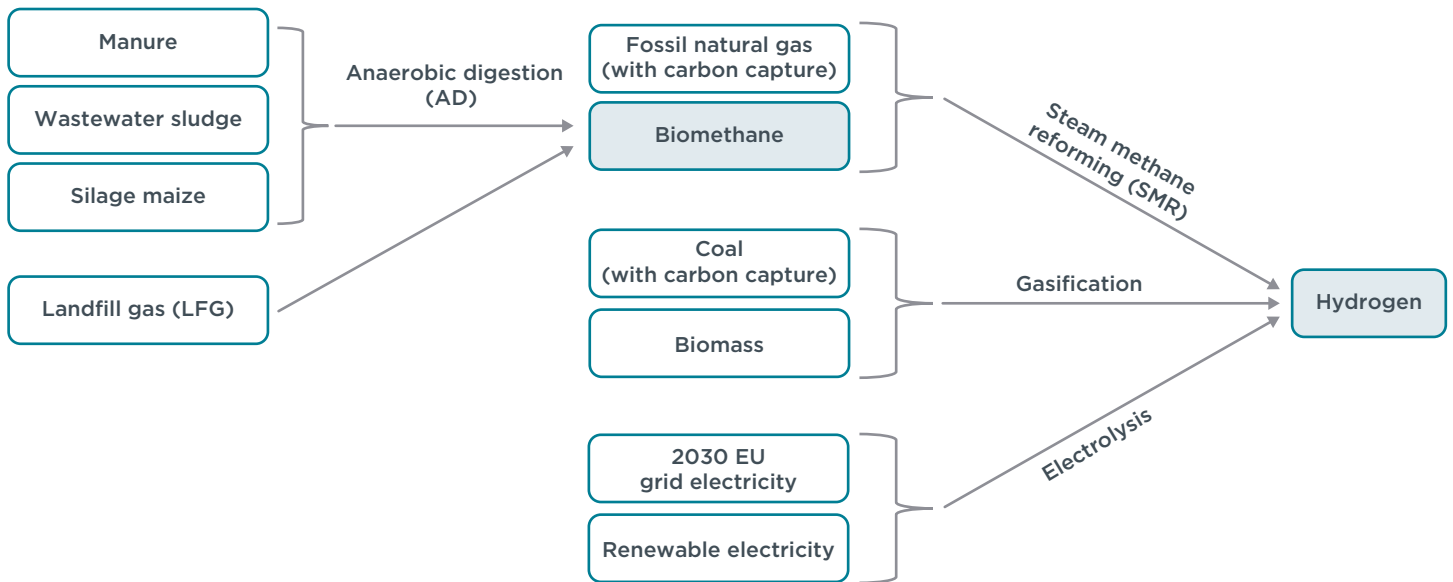 Manure
Wastewater sludge
Silage maize
Landfill gas (LFG)
Anaerobic digestion
(AD)
Fossil natural gas
(with carbon capture)
Biomethane
Coal
(with carbon capture)
Biomass
2030 EU
grid electricity
Renewable electricity
Steam methane
reforming (SMR)
Gasification
Electrolysis
Hydrogen